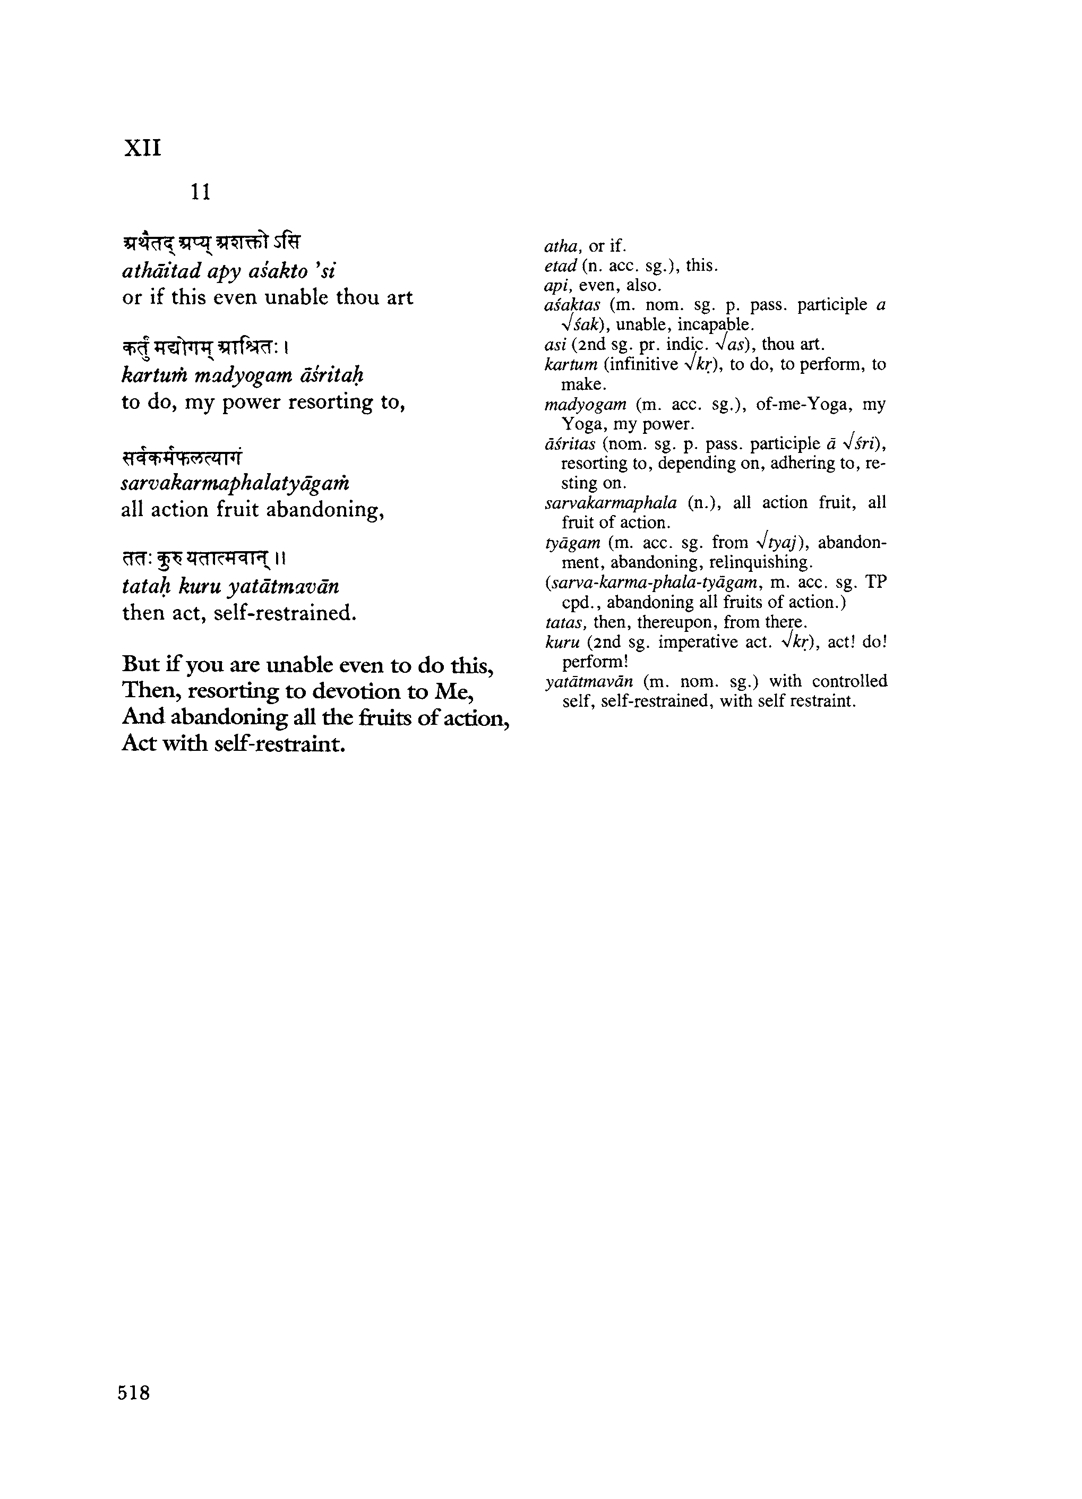 XII
11
अथैतद् अप्य् अशक्तो ऽसि
athāitad apy aśakto 'si
or if this even unable thou art
कर्तुं मद्योगम् आश्रितः ।
kartuṁ madyogam āśritaḥ
to do, my power resorting to,
सर्वकर्मफलत्यागं
sarvakarmaphalatyāgaṁ
all action fruit abandoning,
ततः कुरु यतात्मवान् ॥
tataḥ kuru yatātmavān
then act, self-restrained.
But if you are unable even to do this,
Then, resorting to devotion to Me,
And abandoning all the fruits of action,
Act with self-restraint.
atha, or if.
etad (n. acc. sg.), this.
api, even, also.
aśaktas (m. nom. sg. p. pass. participle a
√śak), unable, incapable.
asi (2nd sg. pr. indic. √as), thou art.
kartum (infinitive √kṛ), to do, to perform, to
make.
madyogam (m. acc. sg.), of-me-Yoga, my
Yoga, my power.
āśritas (nom. sg. p. pass. participle ā √śri),
resorting to, depending on, adhering to, re-
sting on.
sarvakarmaphala (n.), all action fruit, all
fruit of action.
tyāgam (m. acc. sg. from √tyaj), abandon-
ment, abandoning, relinquishing.
(sarva-karma-phala-tyāgam, m. acc. sg. TP
cpd., abandoning all fruits of action.)
tatas, then, thereupon, from there.
kuru (2nd sg. imperative act. √kṛ), act! do!
perform!
yatātmavān (m. nom. sg.) with controlled
self, self-restrained, with self restraint.
518